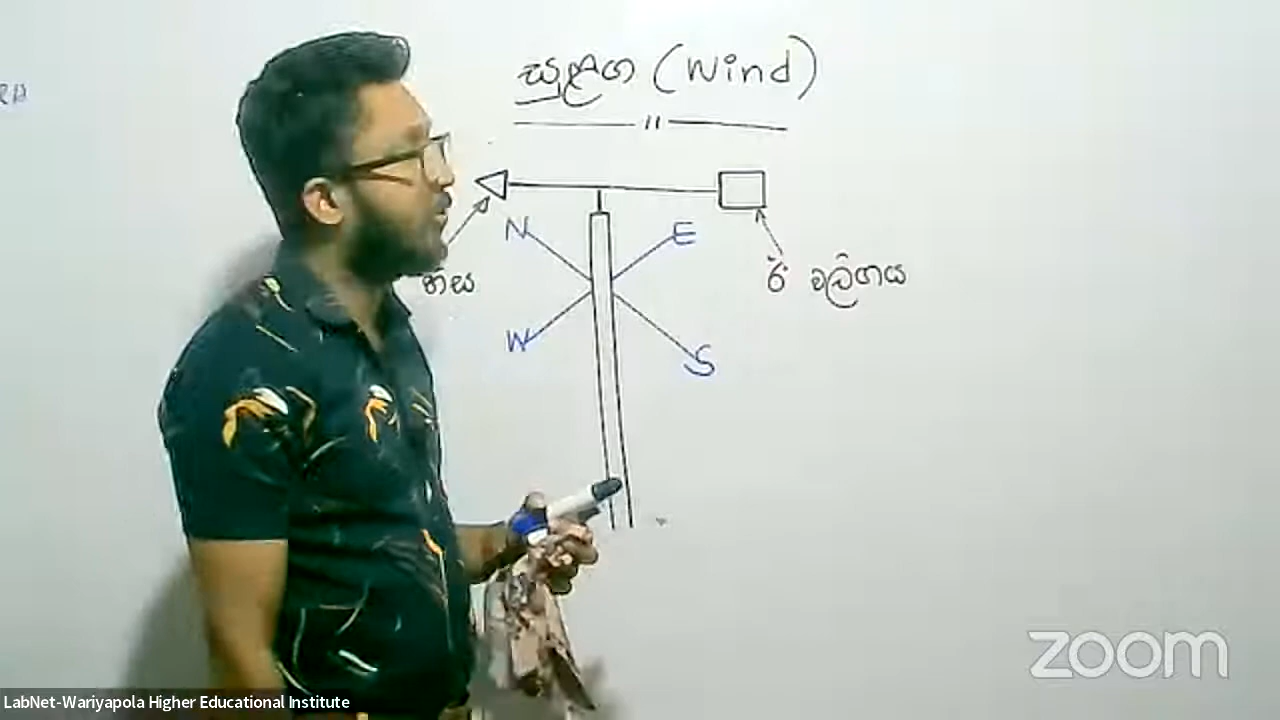 සුළඟ (Wind)
N
E
හිස
වලිගය
W
S
zoom
LabNet-Wariyapola Higher Educational Institute